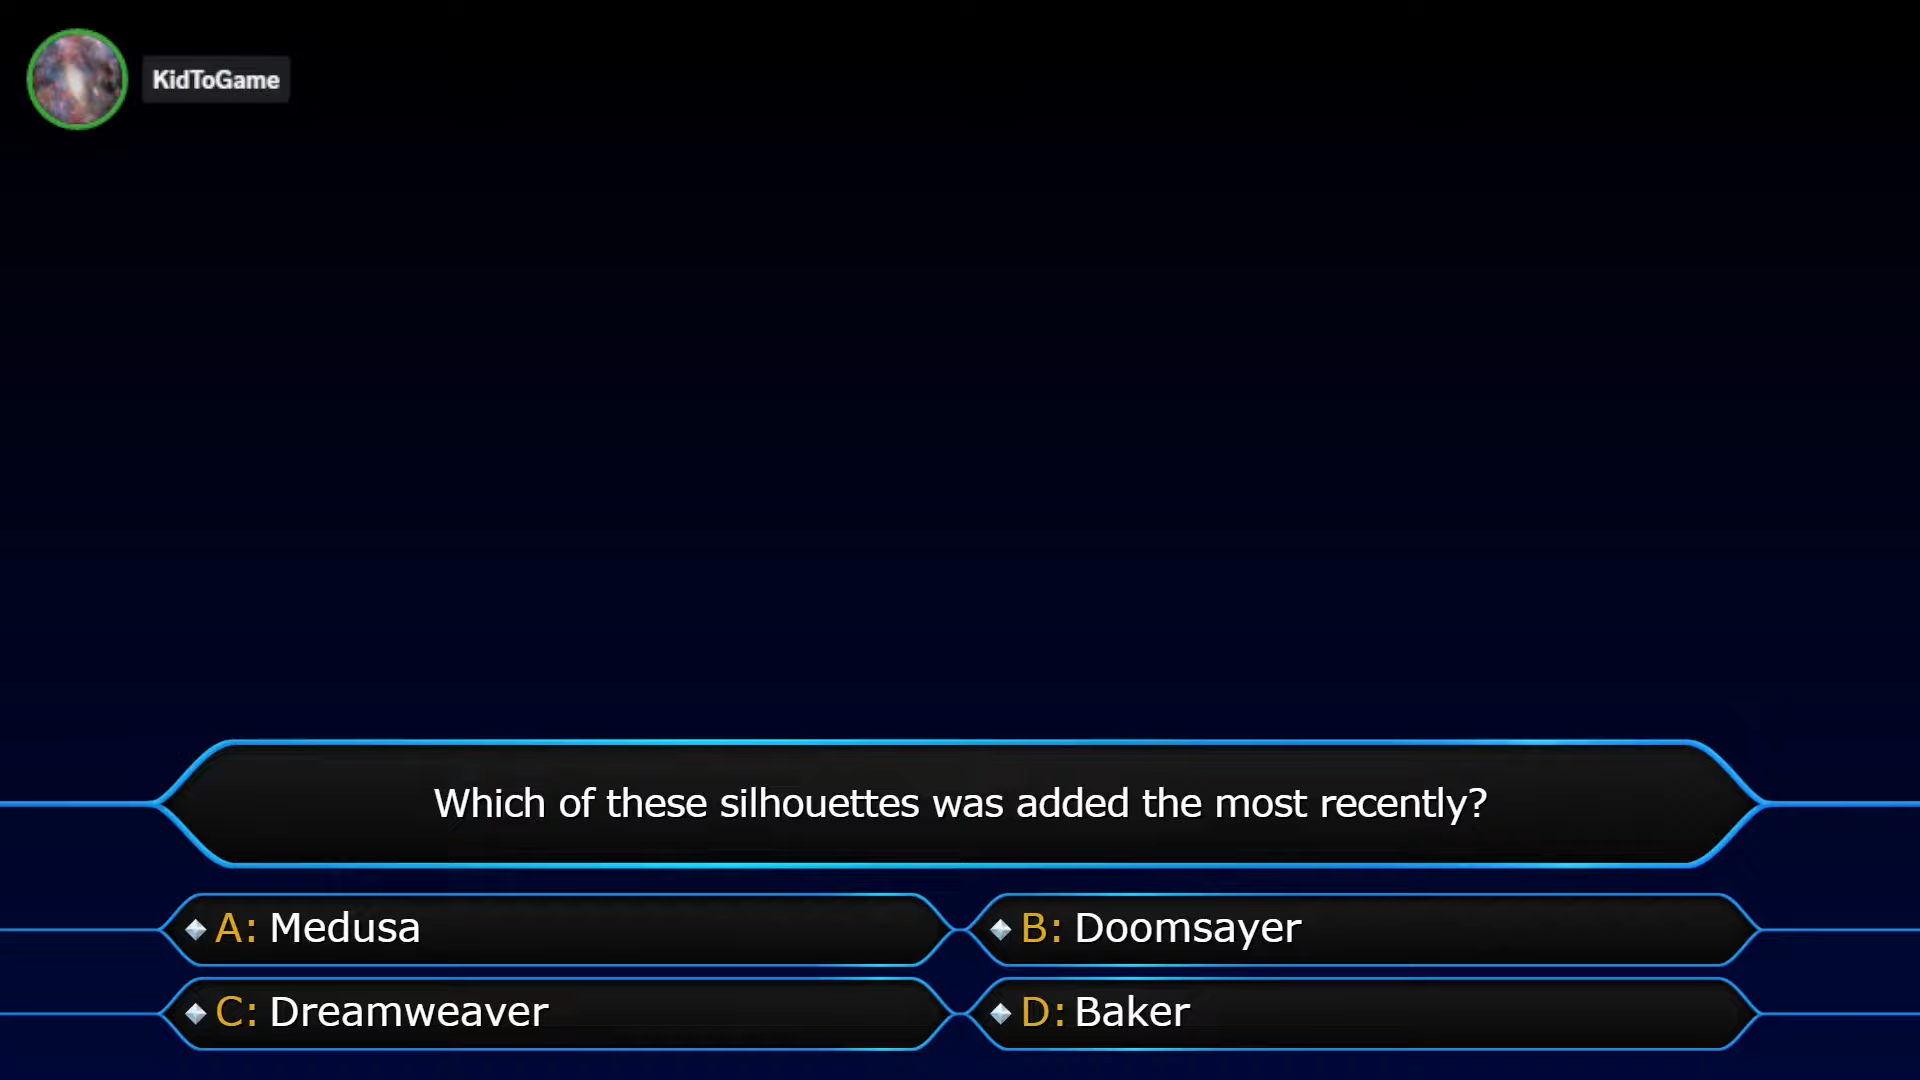 KidToGame
Which of these silhouettes was added the most recently?
A: Medusa
B: Doomsayer
C: Dreamweaver
D: Baker